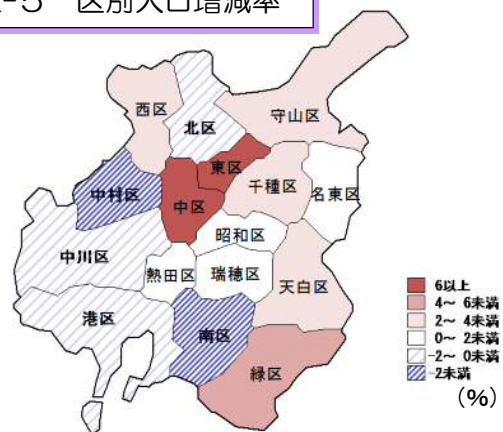 -5 区別人口増減率
西区
北区
守山区
東区
千種区
中村区
名東区
中区
昭和区
中川区
熱田区
瑞穂区
天白区
港区
南区
緑区
6以上
4～ 6未満
2～ 4未満
0～ 2未満
-2～ 0未満
-2未満
(%)